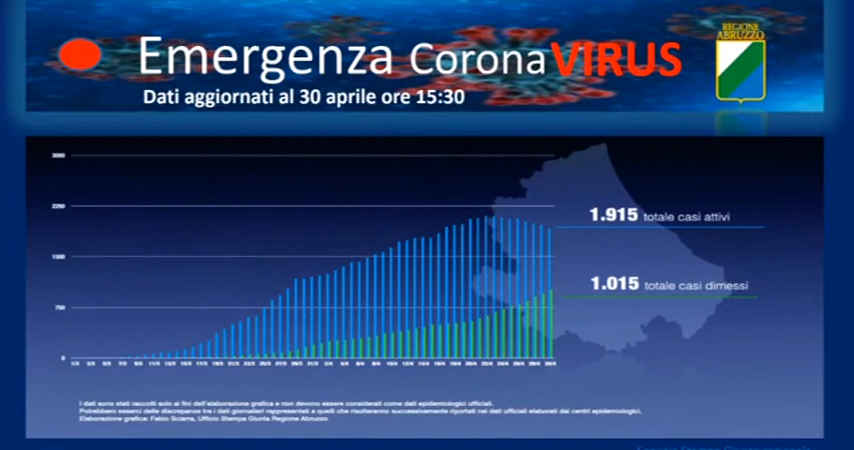 Emergenza CoronaVIRUS
REGIONE
ABRUZZO
Dati aggiornati al 30 aprile ore 15:30
3000
2250
1.915 totale casi attivi
1500
1.015 totale casi dimessi
750
0
I dati sono stati raccolti solo ai fini dell'elaborazione grafica e non devono essere considerati come dati epidemiologici ufficiali.
Potrebbero esserci delle discrepanze tra i dati giornalieri rappresentati e quelli che risulteranno successivamente riportati nei dati ufficiali elaborati dai centri epidemiologici.
Elaborazione grafica: Fabio Sciarra, Ufficio Stampa Giunta Regione Abruzzo